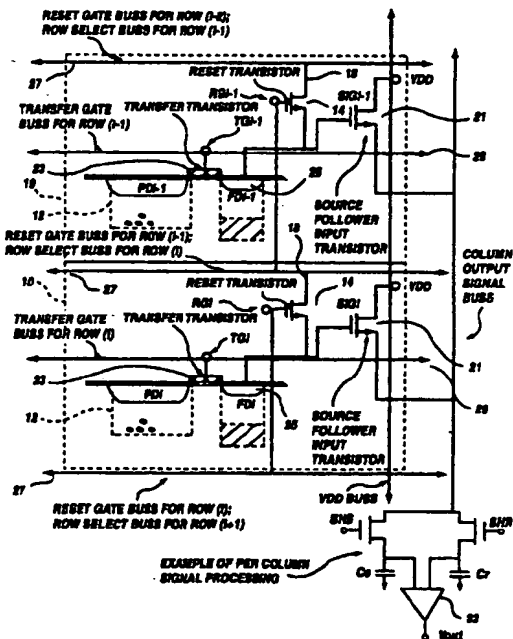 RESET GATE BUSS FOR ROW (i-2);
ROW SELECT BUSS FOR ROW (i-1)
27
RESET TRANSISTOR
18
VDD
RGi-1
SIGi-1
14
21
TRANSFER GATE
BUSS FOR ROW (i-1)
TRANSFER TRANSISTOR
TGi-1
23
26
10
PDi-1
FDi-1
25
12
SOURCE
FOLLOWER
INPUT
TRANSISTOR
RESET GATE BUSS FOR ROW (i-1);
ROW SELECT BUSS FOR ROW (i)
18
COLUMN
OUTPUT
SIGNAL
BUSS
10
27
RESET TRANSISTOR
14
VDD
RGi
SIGi
TRANSFER GATE
BUSS FOR ROW (i)
TRANSFER TRANSISTOR
TGi
21
23
26
PDi
FDi
25
12
SOURCE
FOLLOWER
INPUT
TRANSISTOR
27
RESET GATE BUSS FOR ROW (i);
ROW SELECT BUSS FOR ROW (i+1)
VDD BUSS
SHS
SHR
EXAMPLE OF PER COLUMN
SIGNAL PROCESSING
Cs
Cr
23
Vout